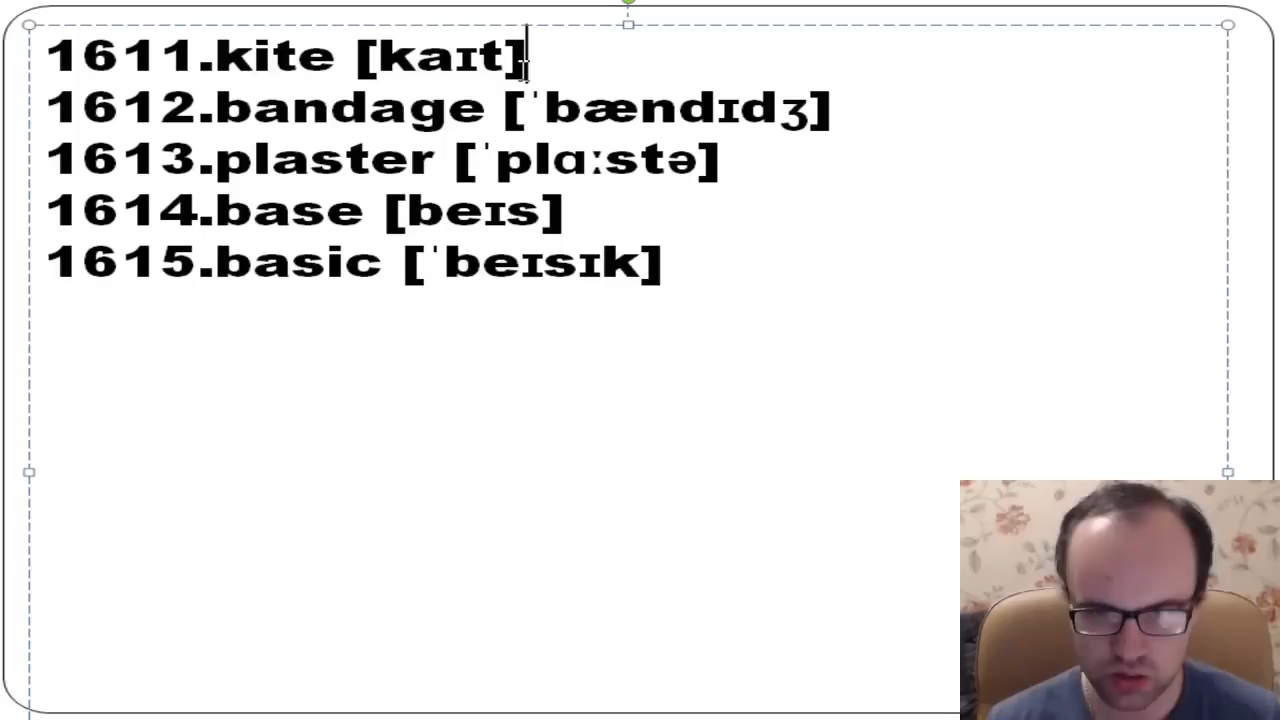 1611.kite [kaɪt]
1612.bandage [ˈbændɪdʒ]
1613.plaster [ˈplɑːstə]
1614.base [beɪs]
1615.basic [ˈbeɪsɪk]